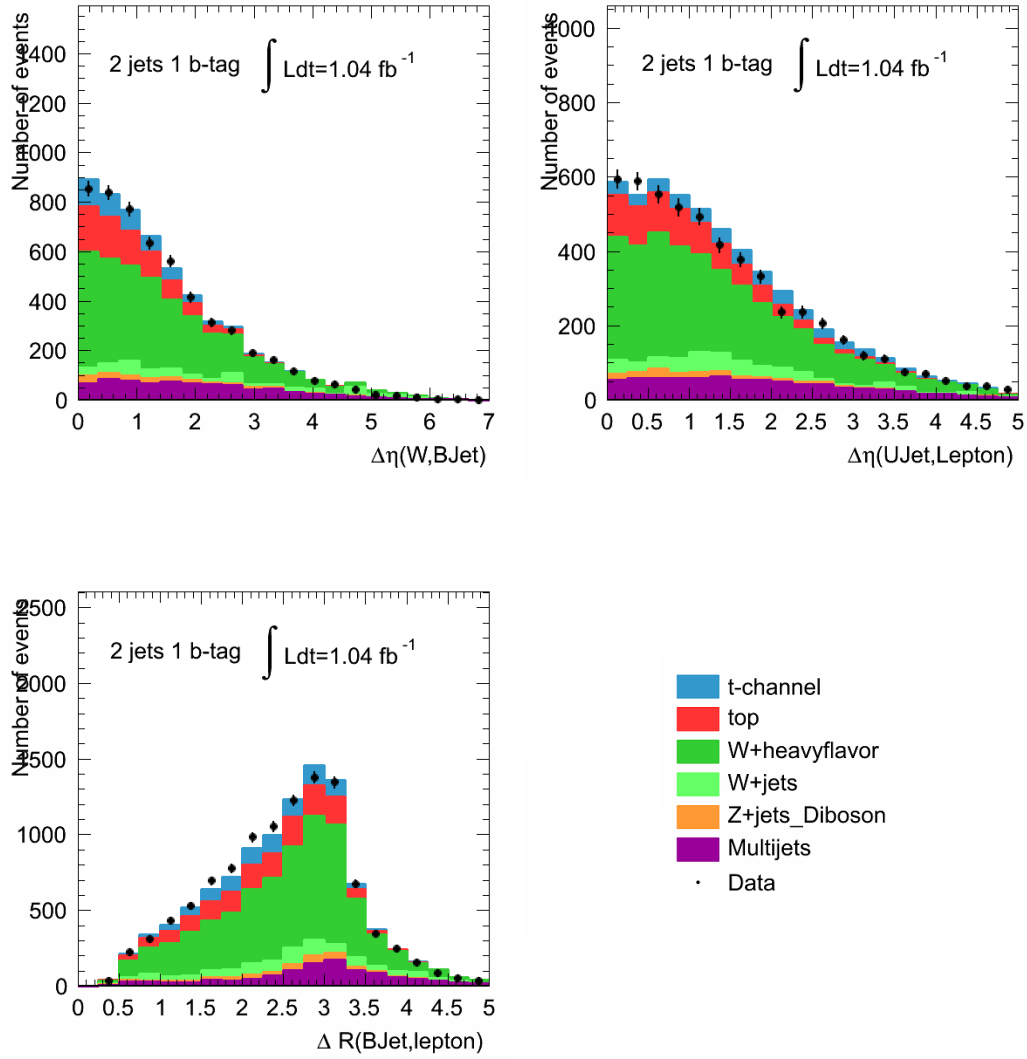 Number of events
2 jets 1 b-tag ∫ Ldt=1.04 fb -1
1400
1200
1000
800
600
400
200
0
0 1 2 3 4 5 6 7
Δη(W,BJet)
Number of events
2 jets 1 b-tag ∫ Ldt=1.04 fb -1
1000
800
600
400
200
0
0 0.5 1 1.5 2 2.5 3 3.5 4 4.5 5
Δη(UJet,Lepton)
Number of events
2 jets 1 b-tag ∫ Ldt=1.04 fb -1
2500
2000
1500
1000
500
0
0 0.5 1 1.5 2 2.5 3 3.5 4 4.5 5
Δ R(BJet,lepton)
t-channel
top
W+heavyflavor
W+jets
Z+jets_Diboson
Multijets
Data